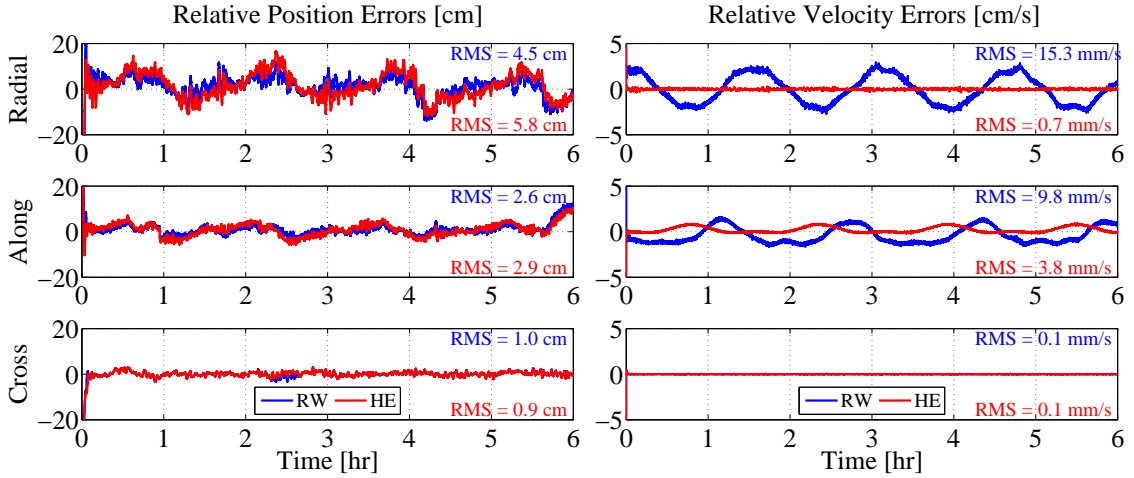 Relative Position Errors [cm]
Radial
20
0
−20
RMS = 4.5 cm
RMS = 5.8 cm
0 1 2 3 4 5 6
Along
20
0
−20
RMS = 2.6 cm
RMS = 2.9 cm
0 1 2 3 4 5 6
Cross
20
0
−20
RMS = 1.0 cm
RW HE
RMS = 0.9 cm
0 1 2 3 4 5 6
Time [hr]
Relative Velocity Errors [cm/s]
5
0
−5
RMS = 15.3 mm/s
RMS = 0.7 mm/s
0 1 2 3 4 5 6
5
0
−5
RMS = 9.8 mm/s
RMS = 3.8 mm/s
0 1 2 3 4 5 6
5
0
−5
RMS = 0.1 mm/s
RW HE
RMS = 0.1 mm/s
0 1 2 3 4 5 6
Time [hr]